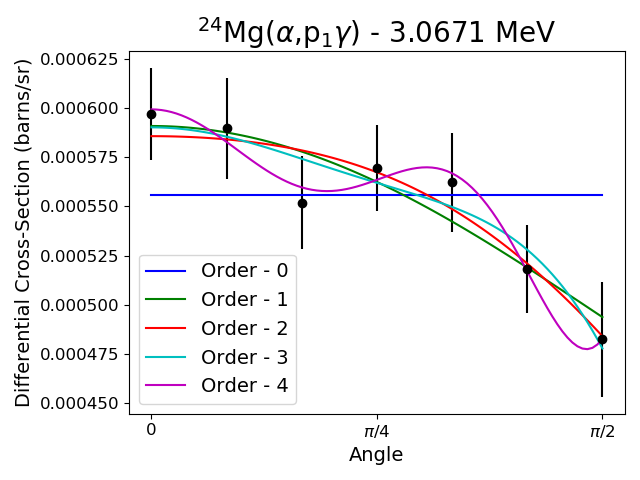 ²⁴Mg(α,p₁γ) - 3.0671 MeV
Differential Cross-Section (barns/sr)
0.000625
0.000600
0.000575
0.000550
0.000525
0.000500
0.000475
0.000450
Order - 0
Order - 1
Order - 2
Order - 3
Order - 4
0
π/4
π/2
Angle